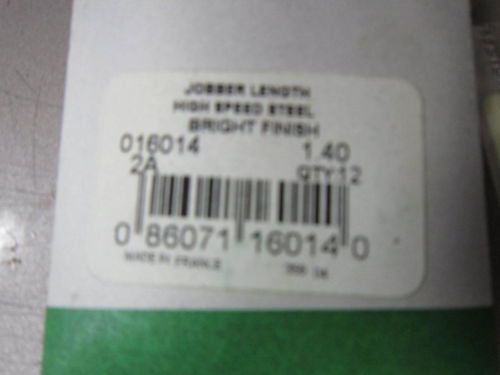 JOBBER LENGTH
HIGH SPEED STEEL
BRIGHT FINISH
016014 1.40
2A QTY:12
0 86071 16014 0
MADE IN FRANCE